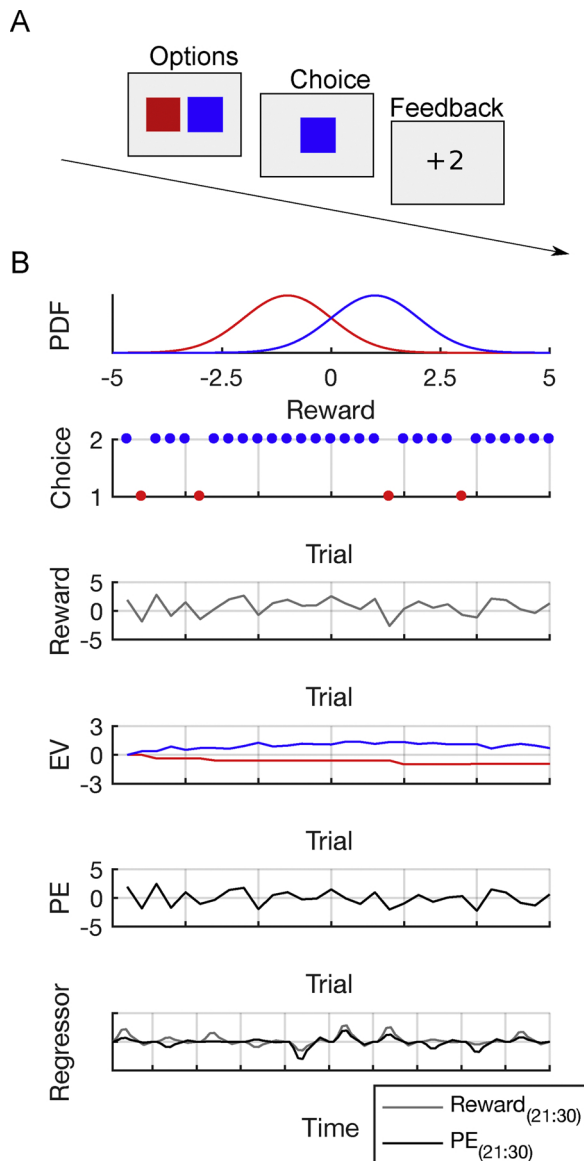 A
Options
Choice
Feedback
+2
B
PDF
-5 -2.5 0 2.5 5
Reward
Choice
2
1
Trial
Reward
5
0
-5
Trial
EV
3
0
-3
Trial
PE
5
0
-5
Trial
Regressor
Time
Reward(21:30)
PE(21:30)